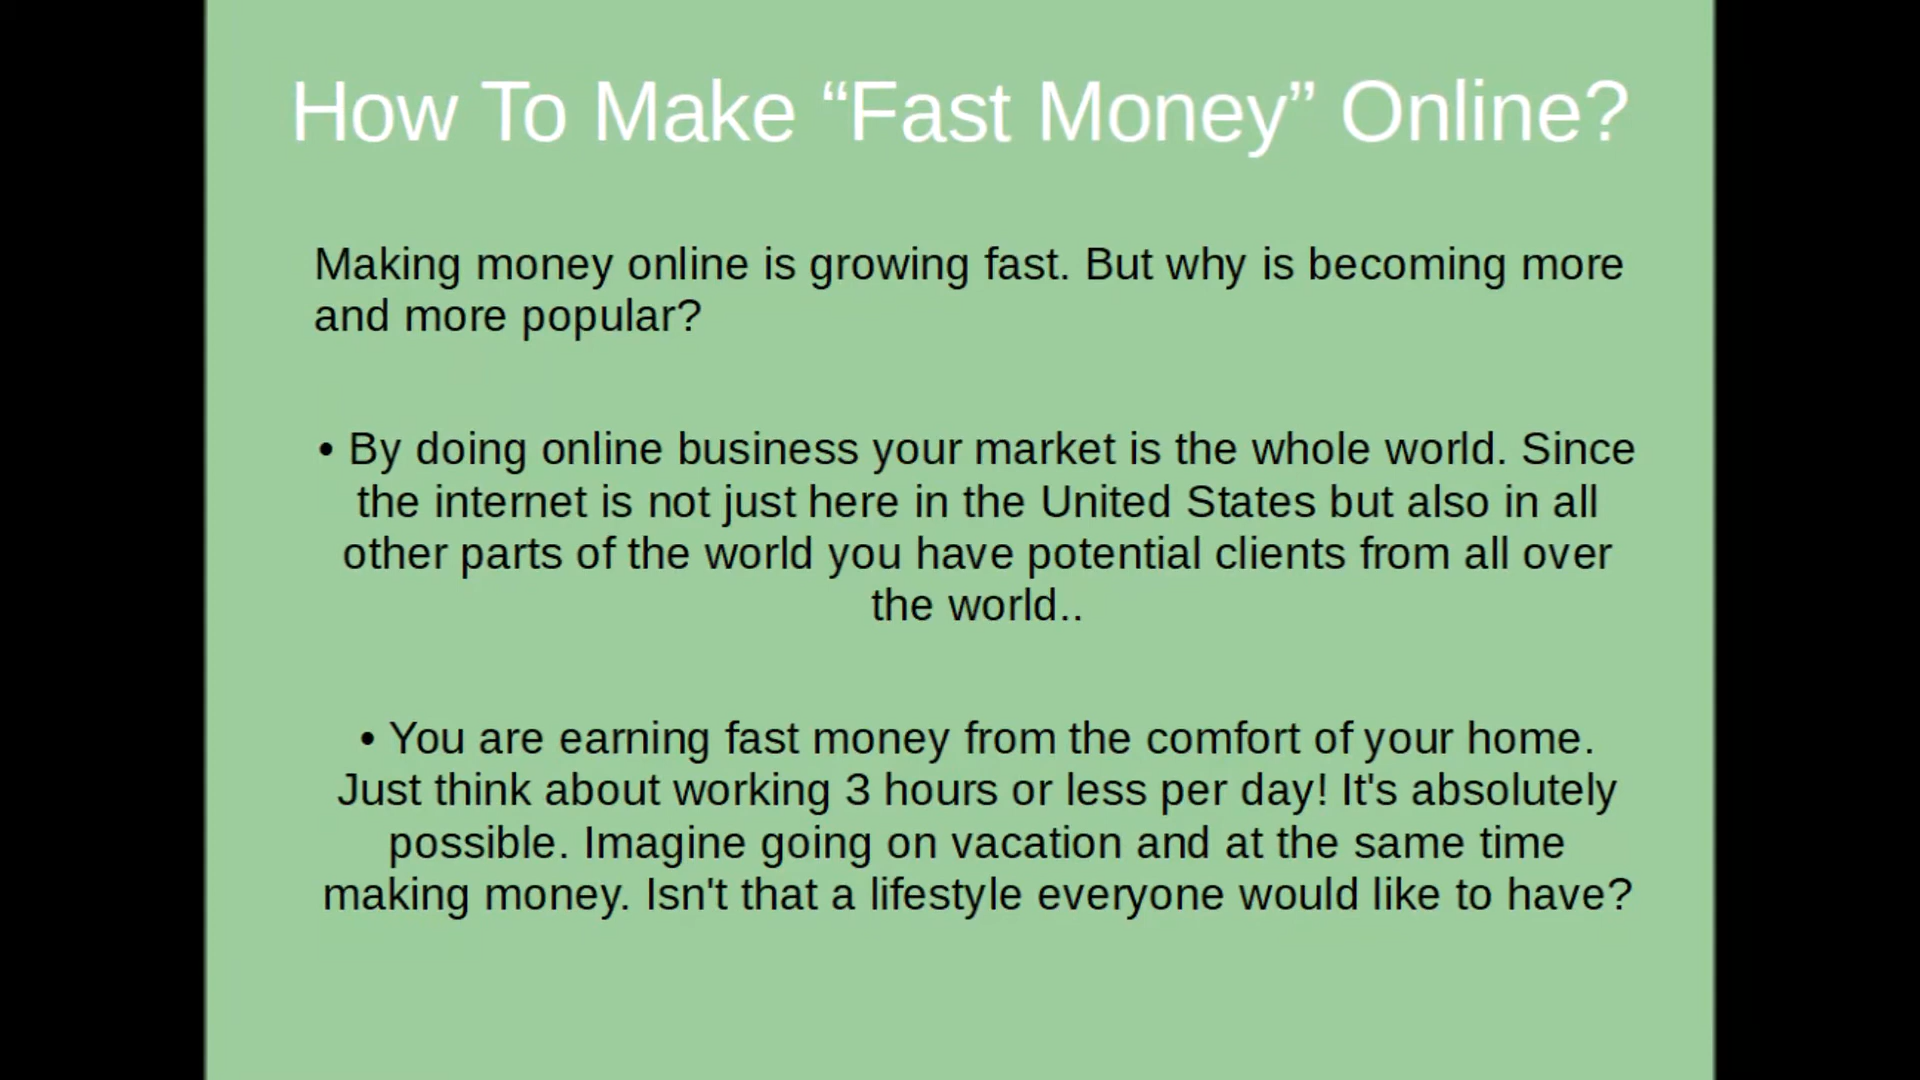 How To Make “Fast Money” Online?
Making money online is growing fast. But why is becoming more
and more popular?
• By doing online business your market is the whole world. Since
the internet is not just here in the United States but also in all
other parts of the world you have potential clients from all over
the world..
• You are earning fast money from the comfort of your home.
Just think about working 3 hours or less per day! It's absolutely
possible. Imagine going on vacation and at the same time
making money. Isn't that a lifestyle everyone would like to have?